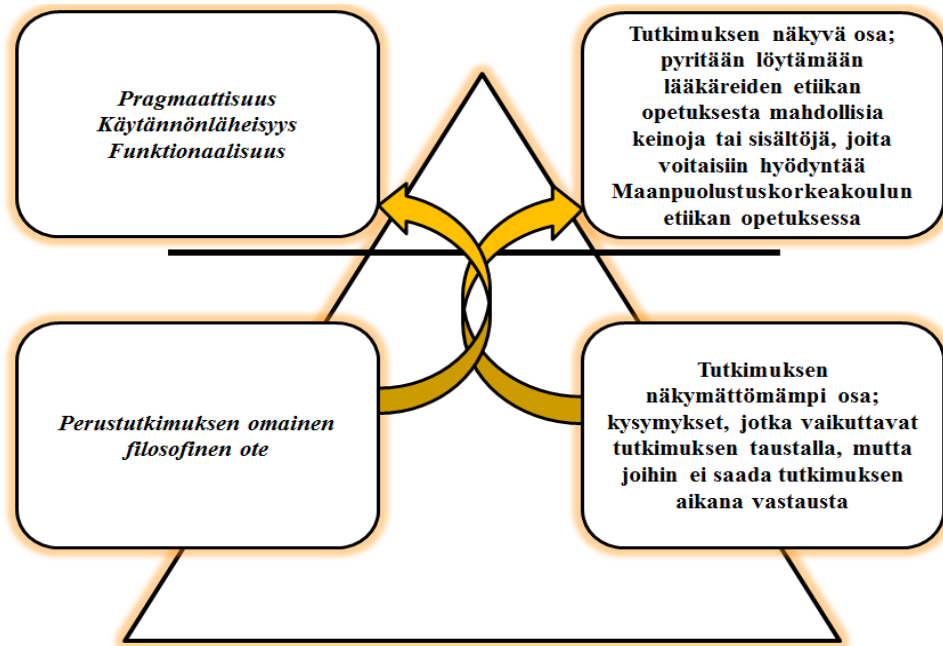 Pragmaattisuus
Käytännönläheisyys
Funktionaalisuus
Tutkimuksen näkyvä osa;
pyritään löytämään
lääkäreiden etiikan
opetuksesta mahdollisia
keinoja tai sisältöjä, joita
voitaisiin hyödyntää
Maanpuolustuskorkeakoulun
etiikan opetuksessa
Perustutkimuksen omainen
filosofinen ote
Tutkimuksen
näkymättömämpi osa;
kysymykset, jotka vaikuttavat
tutkimuksen taustalla, mutta
joihin ei saada tutkimuksen
aikana vastausta